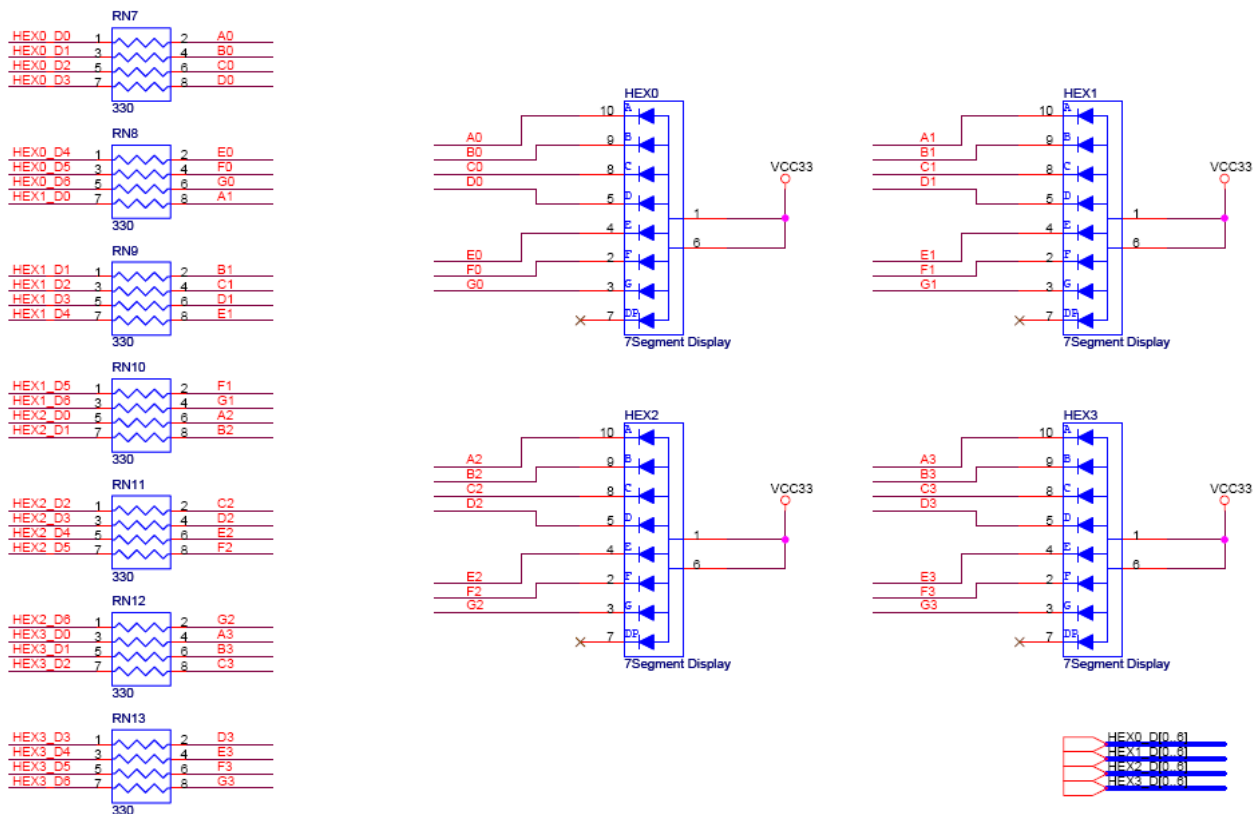 RN7
HEX0_D0 1 2 A0
HEX0_D1 3 4 B0
HEX0_D2 5 6 C0
HEX0_D3 7 8 D0
330
RN8
HEX0_D4 1 2 E0
HEX0_D5 3 4 F0
HEX0_D6 5 6 G0
HEX1_D0 7 8 A1
330
RN9
HEX1_D1 1 2 B1
HEX1_D2 3 4 C1
HEX1_D3 5 6 D1
HEX1_D4 7 8 E1
330
RN10
HEX1_D5 1 2 F1
HEX1_D6 3 4 G1
HEX2_D0 5 6 A2
HEX2_D1 7 8 B2
330
RN11
HEX2_D2 1 2 C2
HEX2_D3 3 4 D2
HEX2_D4 5 6 E2
HEX2_D5 7 8 F2
330
RN12
HEX2_D6 1 2 G2
HEX3_D0 3 4 A3
HEX3_D1 5 6 B3
HEX3_D2 7 8 C3
330
RN13
HEX3_D3 1 2 D3
HEX3_D4 3 4 E3
HEX3_D5 5 6 F3
HEX3_D6 7 8 G3
330
HEX0
A0 10 A
B0 9 B
C0 8 C
D0 5 D
VCC33
1
E0 4 E
6
F0 2 F
G0 3 G
7 DP
7Segment Display
HEX1
A1 10 A
B1 9 B
C1 8 C
D1 5 D
VCC33
1
E1 4 E
6
F1 2 F
G1 3 G
7 DP
7Segment Display
HEX2
A2 10 A
B2 9 B
C2 8 C
D2 5 D
VCC33
1
E2 4 E
6
F2 2 F
G2 3 G
7 DP
7Segment Display
HEX3
A3 10 A
B3 9 B
C3 8 C
D3 5 D
VCC33
1
E3 4 E
6
F3 2 F
G3 3 G
7 DP
7Segment Display
HEX0_D[0..6]
HEX1_D[0..6]
HEX2_D[0..6]
HEX3_D[0..6]